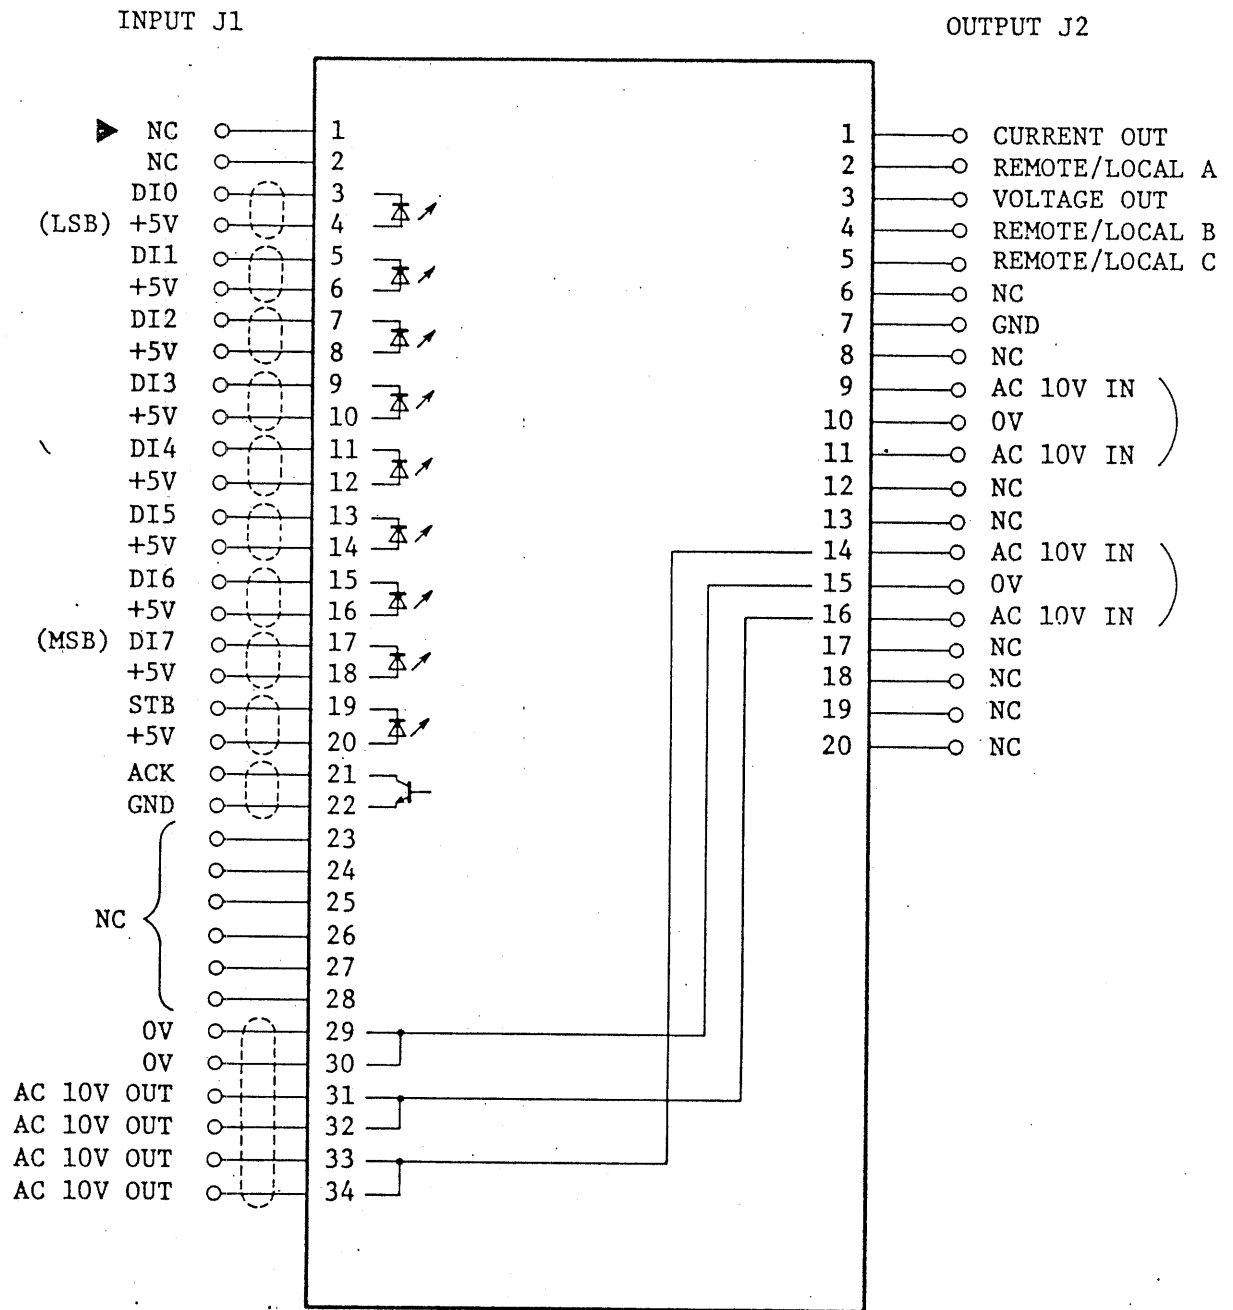 INPUT J1
OUTPUT J2
NC 1
NC 2
DI0 3
(LSB) +5V 4
DI1 5
+5V 6
DI2 7
+5V 8
DI3 9
+5V 10
DI4 11
+5V 12
DI5 13
+5V 14
DI6 15
+5V 16
(MSB) DI7 17
+5V 18
STB 19
+5V 20
ACK 21
GND 22
NC
23
24
25
26
27
28
0V 29
0V 30
AC 10V OUT 31
AC 10V OUT 32
AC 10V OUT 33
AC 10V OUT 34
1 CURRENT OUT
2 REMOTE/LOCAL A
3 VOLTAGE OUT
4 REMOTE/LOCAL B
5 REMOTE/LOCAL C
6 NC
7 GND
8 NC
9 AC 10V IN
10 0V
11 AC 10V IN
12 NC
13 NC
14 AC 10V IN
15 0V
16 AC 10V IN
17 NC
18 NC
19 NC
20 NC